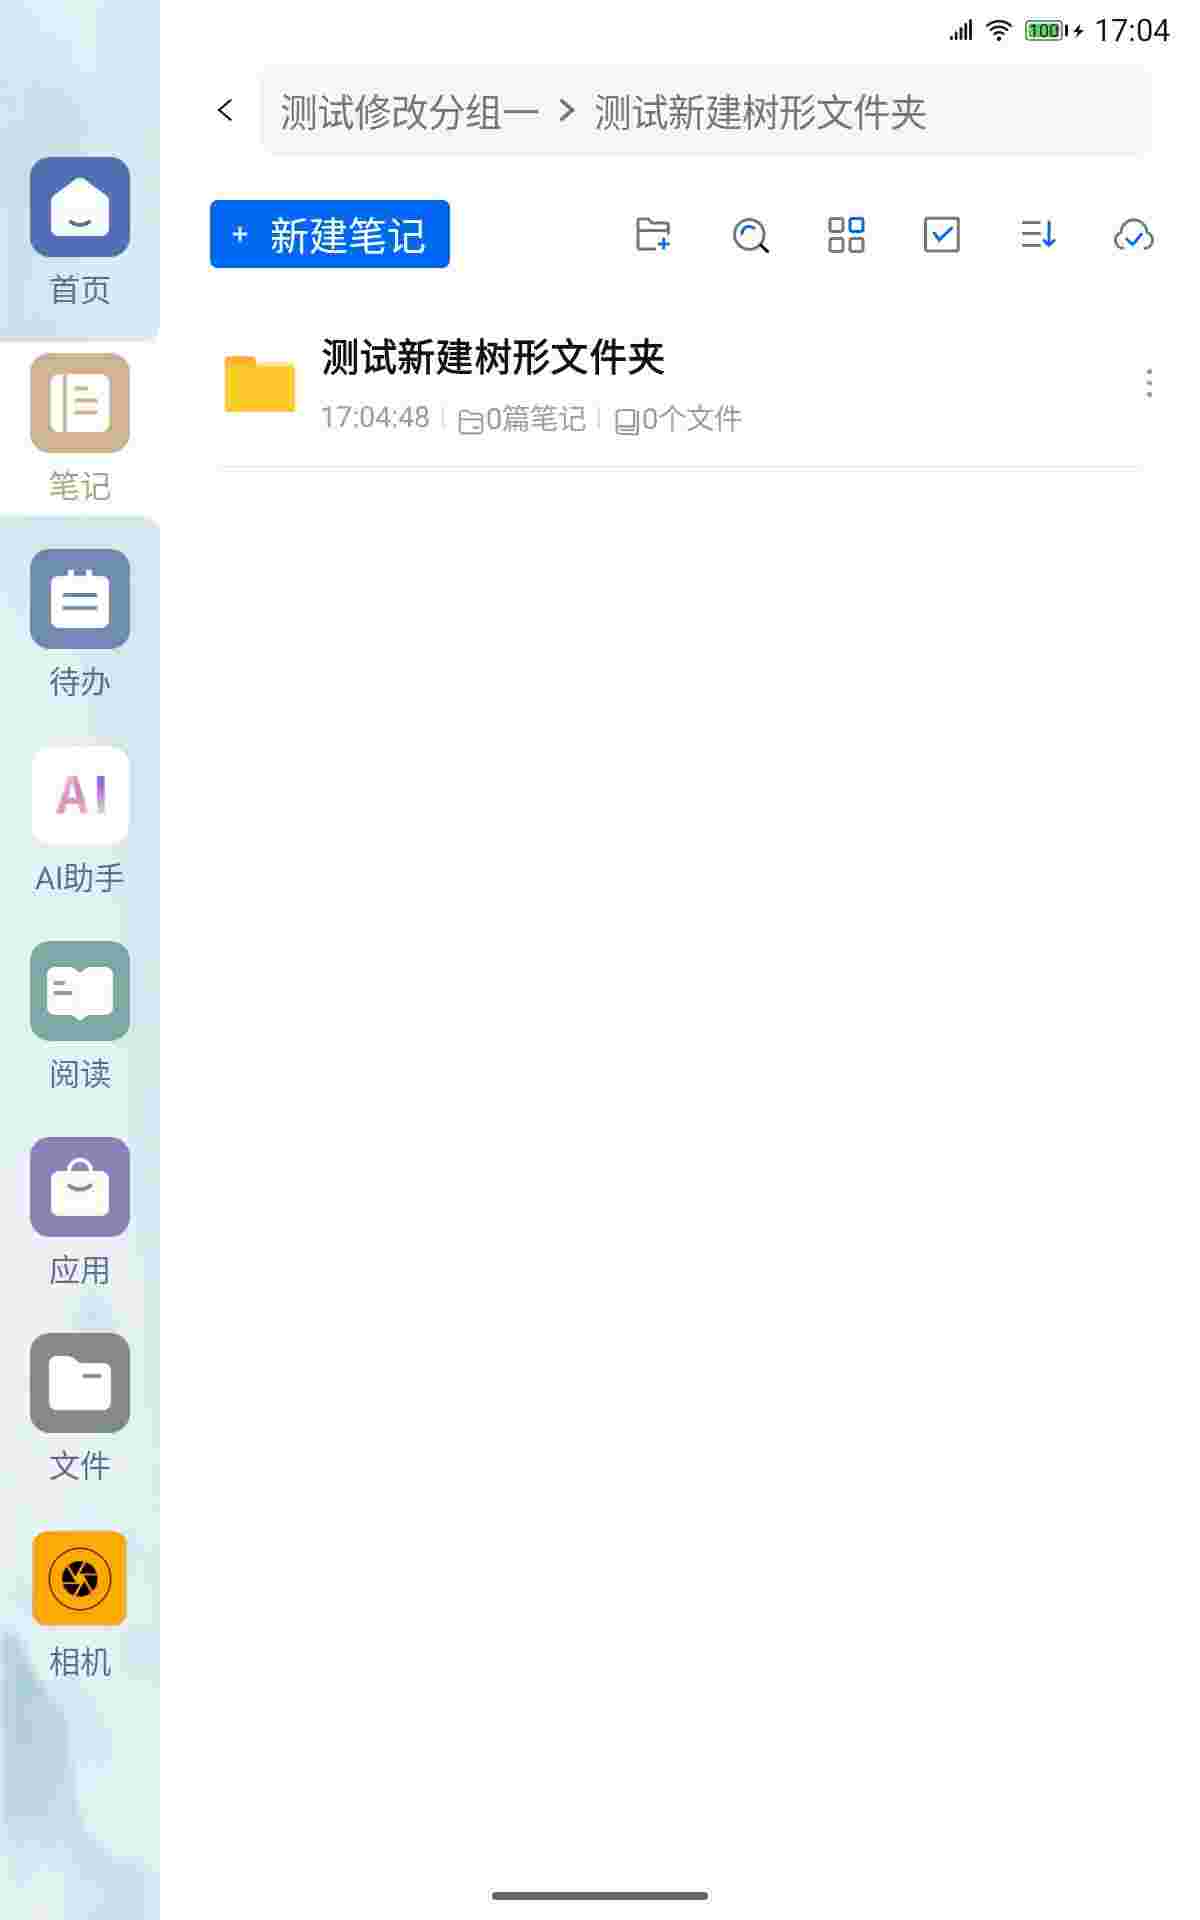 17:04
100
测试修改分组一 > 测试新建树形文件夹
+ 新建笔记
测试新建树形文件夹
17:04:48 0篇笔记 0个文件
首页
笔记
待办
AI
AI助手
阅读
应用
文件
相机